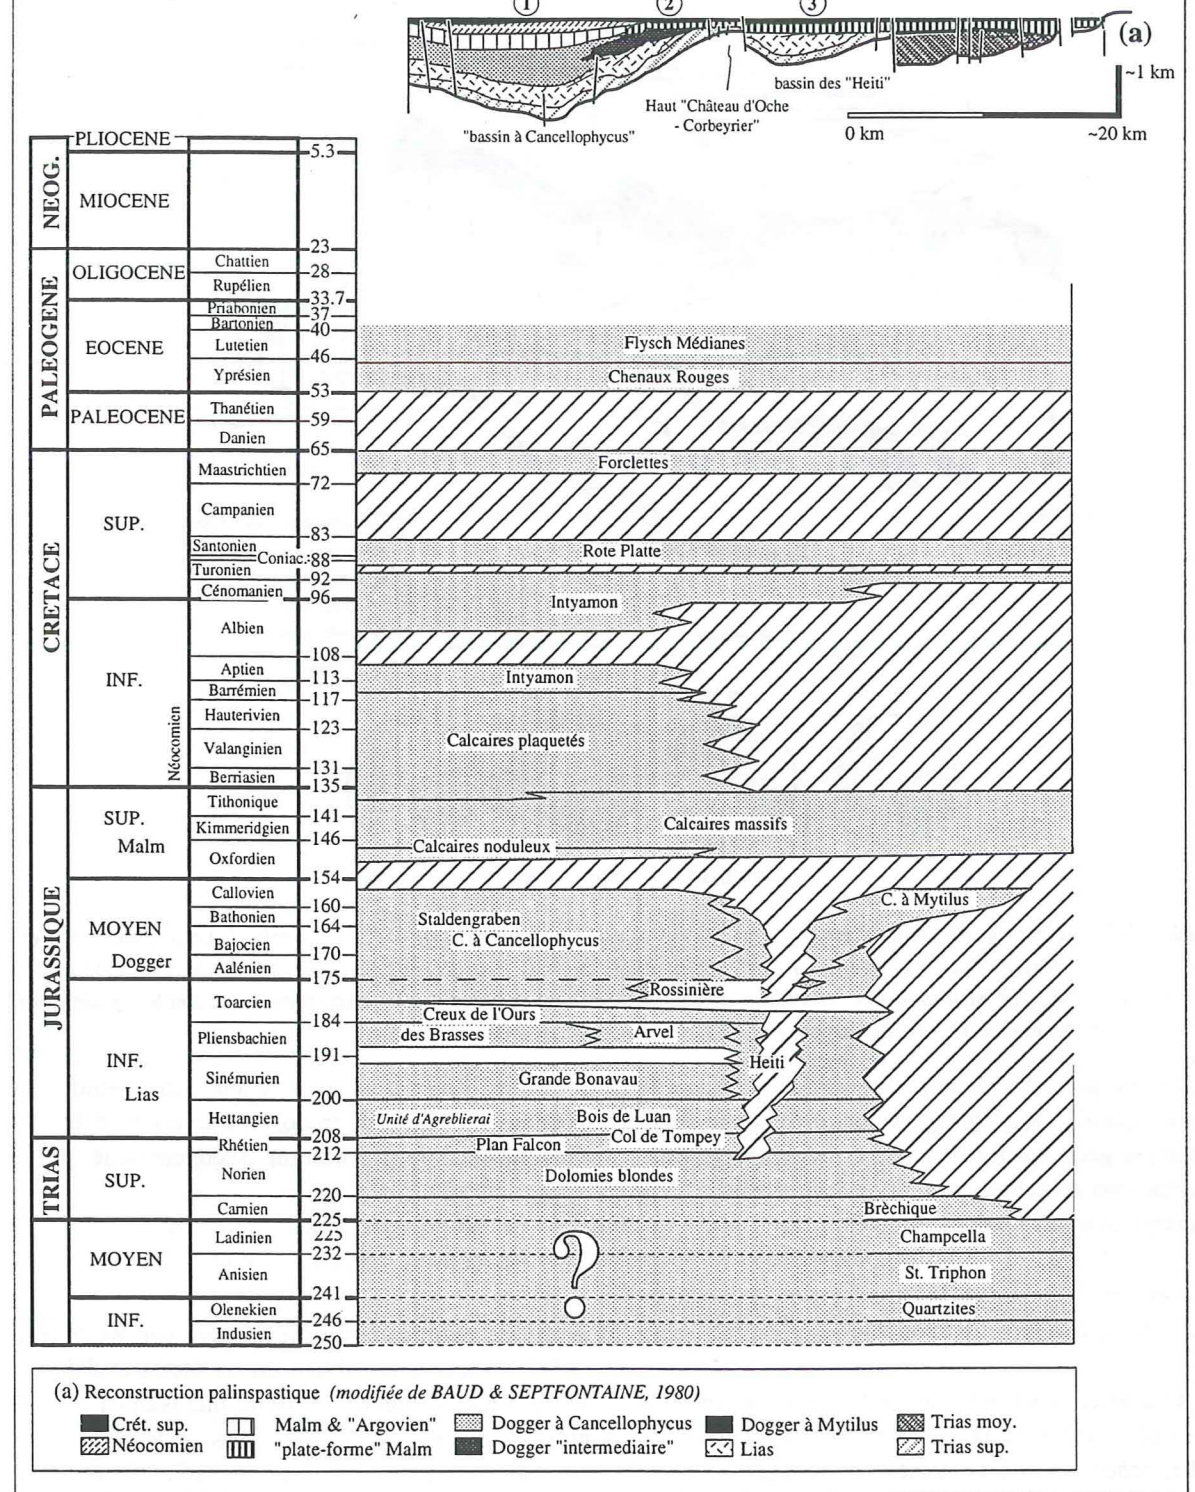 1 2 3
(a)
~1 km
bassin des "Heiti"
Haut "Château d'Oche
- Corbeyrier"
"bassin à Cancellophycus"
0 km ~20 km
PLIOCENE
5.3
NEOG.
MIOCENE
23
PALEOGENE
OLIGOCENE
Chattien
28
Rupélien
33.7
EOCENE
Priabonien
37
Bartonien
40
Lutetien
Flysch Médianes
46
Yprésien
Chenaux Rouges
53
PALEOCENE
Thanétien
59
Danien
65
CRETACE
SUP.
Maastrichtien
Forclettes
72
Campanien
83
Santonien
Rote Platte
Coniac.
88
Turonien
92
Cénomanien
96
Intyamon
INF.
Albien
108
Aptien
Intyamon
113
Barrémien
117
Néocomien
Hauterivien
123
Calcaires plaquetés
Valanginien
131
Berriasien
135
JURASSIQUE
SUP.
Malm
Tithonique
141
Kimmeridgien
Calcaires massifs
146
Calcaires noduleux
Oxfordien
154
MOYEN
Dogger
Callovien
C. à Mytilus
160
Bathonien
Staldengraben
164
Bajocien
C. à Cancellophycus
170
Aalénien
175
Rossinière
INF.
Lias
Toarcien
Creux de l'Ours
184
Pliensbachien
des Brasses
Arvel
191
Heiti
Sinémurien
Grande Bonavau
200
Hettangien
Unité d'Agreblierai
Bois de Luan
208
Col de Tompey
TRIAS
SUP.
Rhétien
Plan Falcon
212
Norien
Dolomies blondes
220
Carnien
Brèchique
225
MOYEN
Ladinien
225
Champcella
232
?
Anisien
St. Triphon
241
INF.
Olenekien
Quartzites
246
Indusien
250
(a) Reconstruction palinspastique (modifiée de BAUD & SEPTFONTAINE, 1980)
Crét. sup. Malm & "Argovien" Dogger à Cancellophycus Dogger à Mytilus Trias moy.
Néocomien "plate-forme" Malm Dogger "intermediaire" Lias Trias sup.